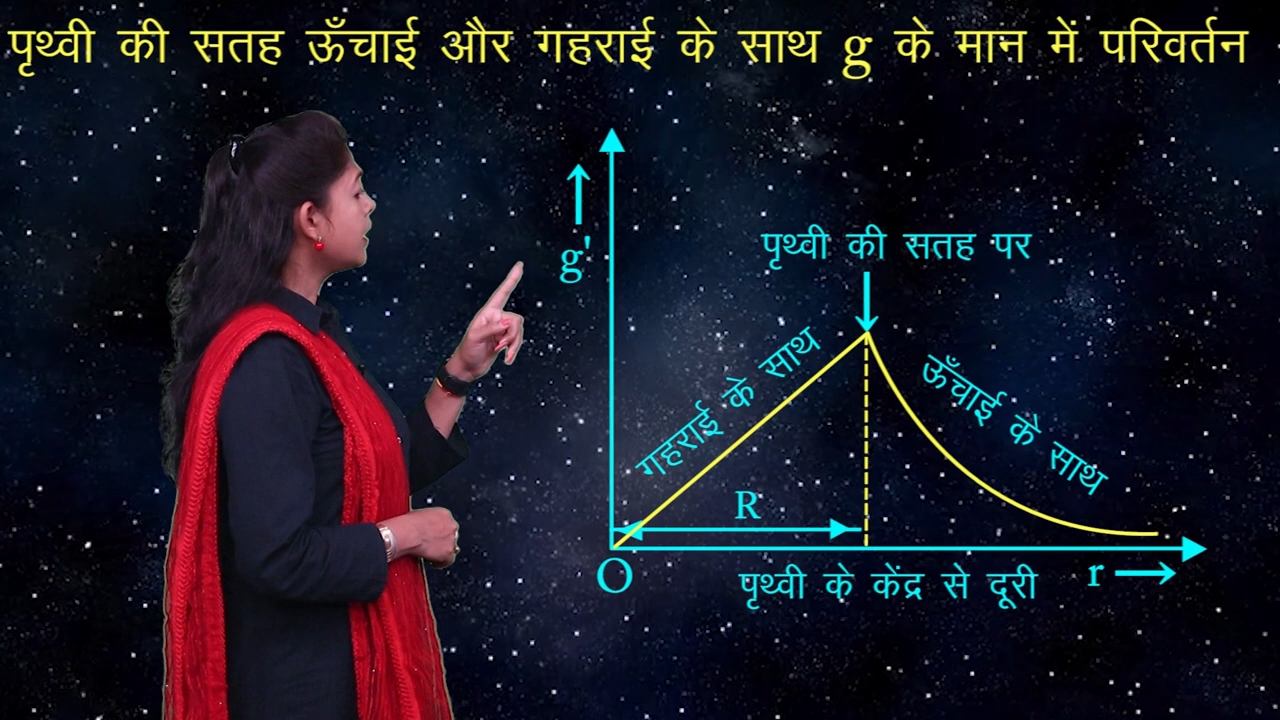 पृथ्वी की सतह ऊँचाई और गहराई के साथ g के मान में परिवर्तन
g'
पृथ्वी की सतह पर
गहराई के साथ
ऊँचाई के साथ
R
O
पृथ्वी के केंद्र से दूरी
r